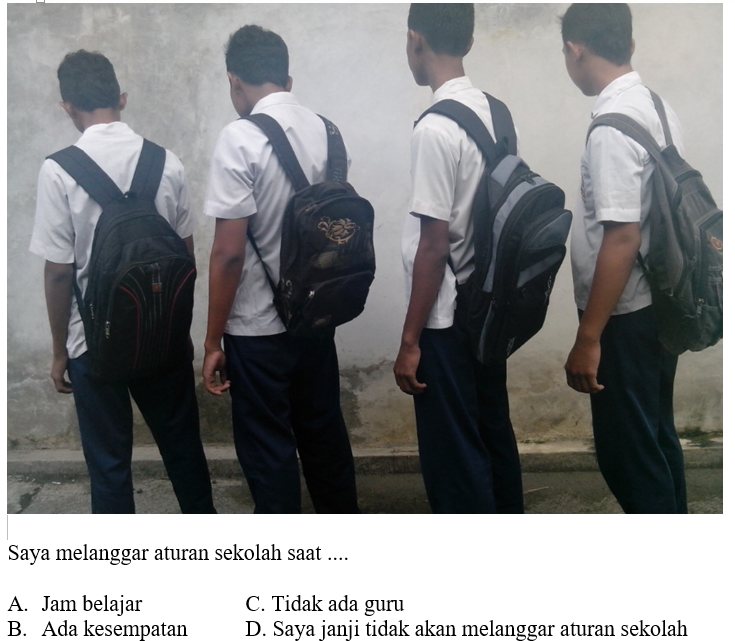 Saya melanggar aturan sekolah saat ....
A. Jam belajar C. Tidak ada guru
B. Ada kesempatan D. Saya janji tidak akan melanggar aturan sekolah